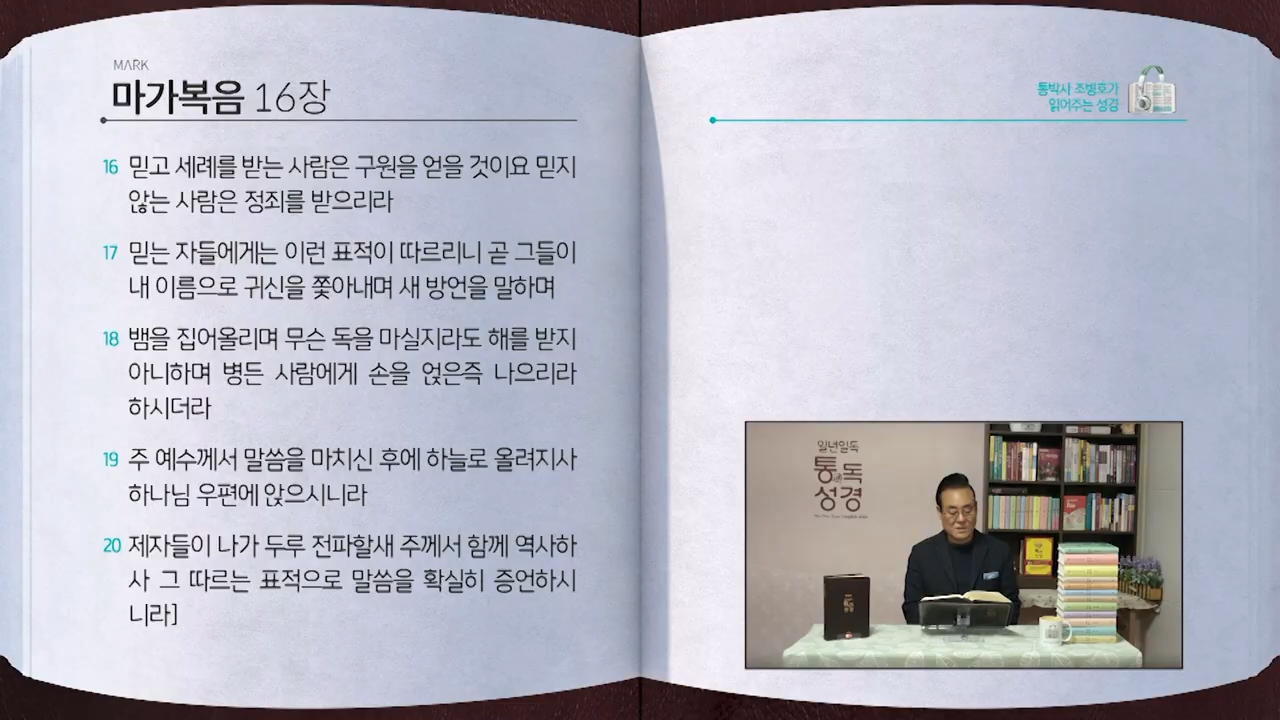 MARK
마가복음 16장
16 믿고 세례를 받는 사람은 구원을 얻을 것이요 믿지
않는 사람은 정죄를 받으리라
17 믿는 자들에게는 이런 표적이 따르리니 곧 그들이
내 이름으로 귀신을 쫓아내며 새 방언을 말하며
18 뱀을 집어올리며 무슨 독을 마실지라도 해를 받지
아니하며 병든 사람에게 손을 얹은즉 나으리라
하시더라
19 주 예수께서 말씀을 마치신 후에 하늘로 올려지사
하나님 우편에 앉으시니라
20 제자들이 나가 두루 전파할새 주께서 함께 역사하
사 그 따르는 표적으로 말씀을 확실히 증언하시
니라]
통박사 조병호가
읽어주는 성경
일년일독
통독
성경